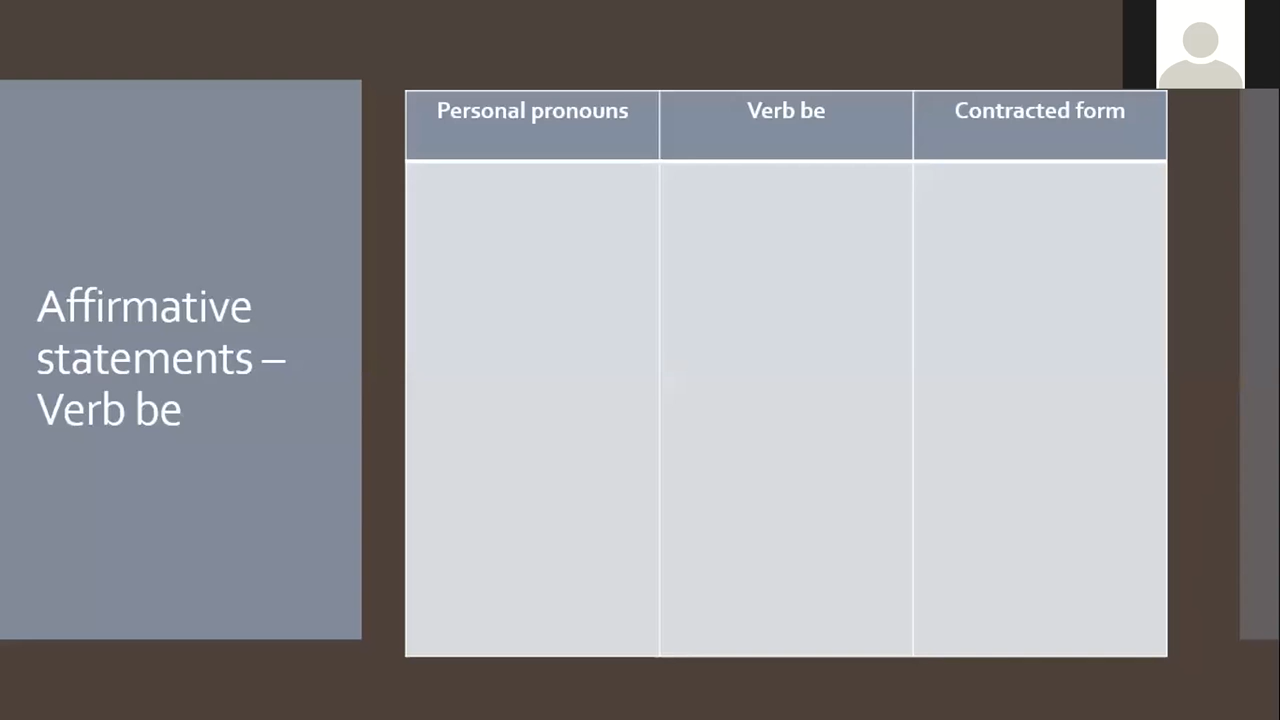 Affirmative
statements –
Verb be
Personal pronouns
Verb be
Contracted form